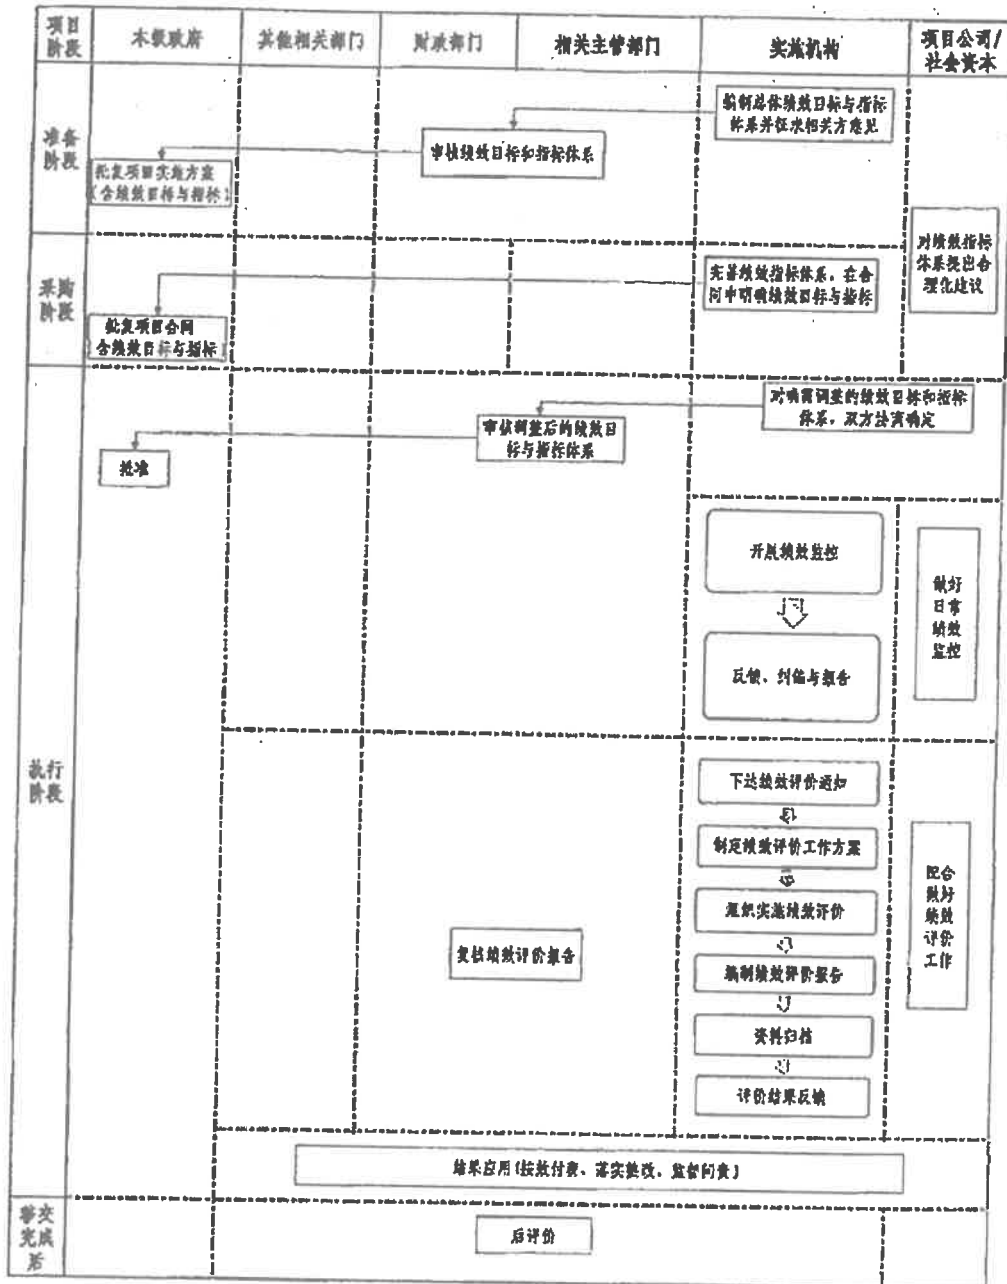 项目
阶段
本级政府
其他相关部门
财政部门
相关主管部门
实施机构
项目公司/
社会资本
准备
阶段
编制总体绩效目标与指标
体系并征求相关方意见
审核绩效目标和指标体系
批复项目实施方案
(含绩效目标与指标)
对绩效指标
体系提出合
理化建议
采购
阶段
完善绩效指标体系,在合
同中明确绩效目标与指标
批复项目合同
含绩效目标与指标
对确需调整的绩效目标和指标
体系,双方协商确定
审核调整后的绩效目
标与指标体系
批准
开展绩效监控
反馈、纠偏与报告
做好
日常
绩效
监控
执行
阶段
下达绩效评价通知
制定绩效评价工作方案
组织实施绩效评价
编制绩效评价报告
资料归档
评价结果反馈
复核绩效评价报告
配合
做好
绩效
评价
工作
结果应用(按效付费、落实整改、监督问责)
移交
完成
后
后评价